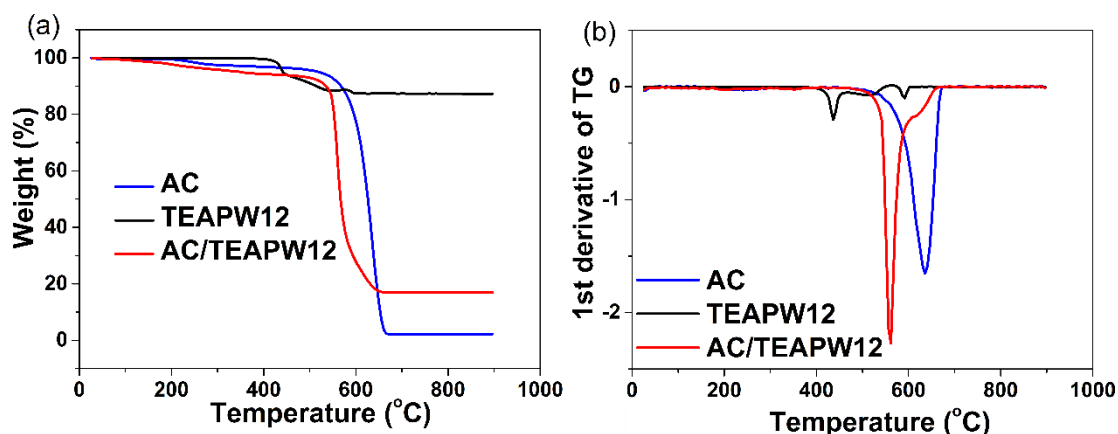 (a)
100
80
60
40
20
0
Weight (%)
AC
TEAPW12
AC/TEAPW12
0 200 400 600 800 1000
Temperature (°C)
(b)
0
-1
-2
1st derivative of TG
AC
TEAPW12
AC/TEAPW12
0 200 400 600 800 1000
Temperature (°C)